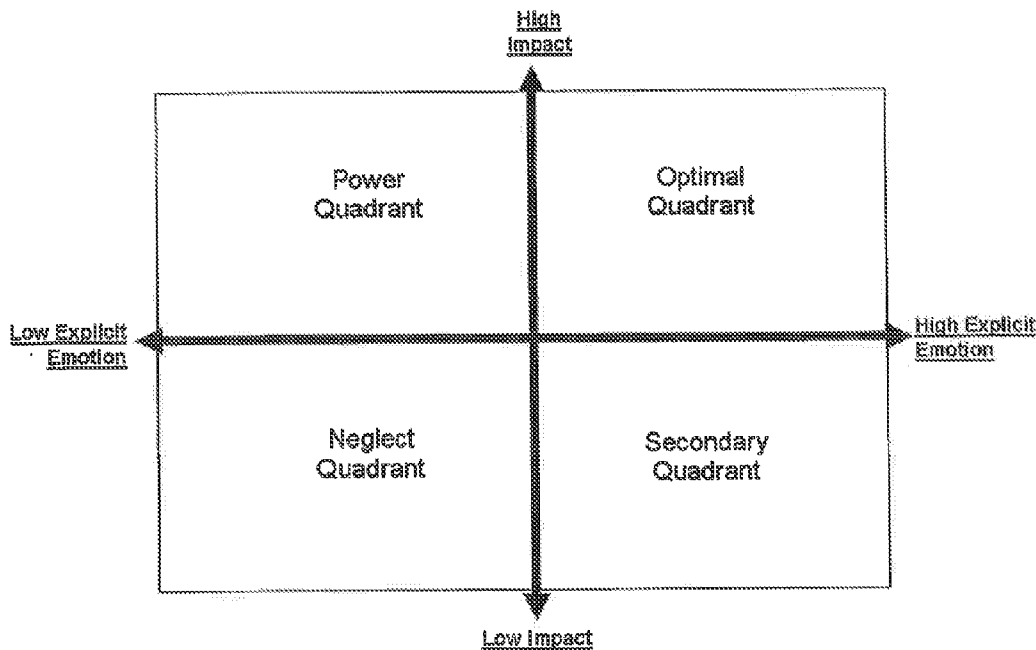 High
Impact
Power
Quadrant
Optimal
Quadrant
Low Explicit
Emotion
High Explicit
Emotion
Neglect
Quadrant
Secondary
Quadrant
Low Impact